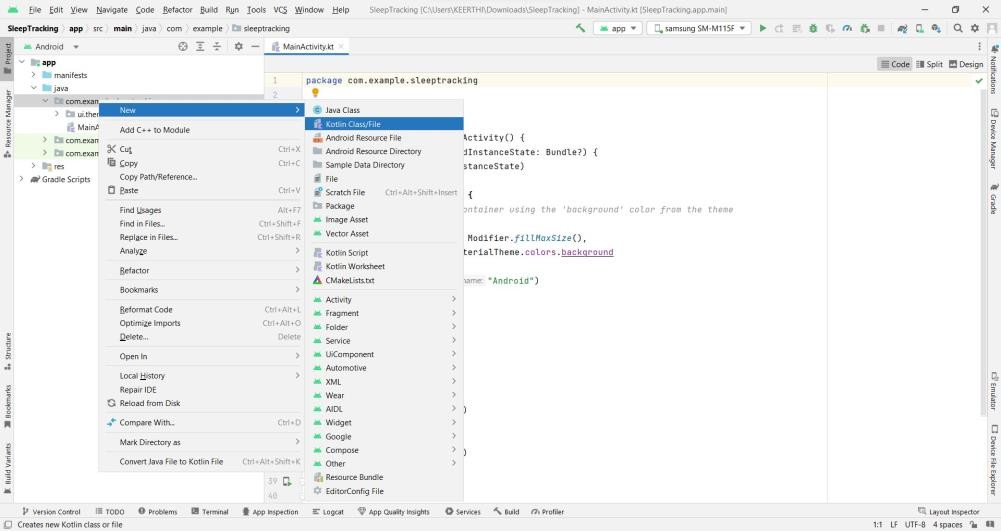 File Edit View Navigate Code Refactor Build Run Tools VCS Window Help SleepTracking [C:\Users\KEERTHI\Downloads\SleepTracking] - MainActivity.kt [SleepTracking.app.main]
SleepTracking app src main java com example sleeptracking app samsung SM-M115F
Project
Android
MainActivity.kt
Code Split Design
app
manifests
java
ui.the
MainA
res
Gradle Scripts
1 package com.example.sleeptracking
2
New
Add C++ to Module
Cut Ctrl+X
Copy Ctrl+C
Copy Path/Reference...
Paste Ctrl+V
Find Usages Alt+F7
Find in Files... Ctrl+Shift+F
Replace in Files... Ctrl+Shift+R
Analyze
Refactor
Bookmarks
Reformat Code Ctrl+Alt+L
Optimize Imports Ctrl+Alt+O
Delete... Delete
Open In
Local History
Repair IDE
Reload from Disk
Compare With... Ctrl+D
Mark Directory as
Convert Java File to Kotlin File Ctrl+Alt+Shift+K
Java Class
Kotlin Class/File
Android Resource File
Android Resource Directory
Sample Data Directory
File
Scratch File Ctrl+Alt+Shift+Insert
Package
Image Asset
Vector Asset
Kotlin Script
Kotlin Worksheet
CMakeLists.txt
Activity
Fragment
Folder
Service
UiComponent
Automotive
XML
Wear
AIDL
Widget
Google
Compose
Other
Resource Bundle
EditorConfig File
Activity() {
dInstanceState: Bundle?) {
stanceState)
{
ontainer using the 'background' color from the theme
Modifier.fillMaxSize(),
terialTheme.colors.background
name: "Android")
)
)
39
40
Resource Manager
Structure
Bookmarks
Build Variants
Notifications
Device Manager
Gradle
Emulator
Device File Explorer
Version Control TODO Problems Terminal App Inspection Logcat App Quality Insights Services Build Profiler Layout Inspector
Creates new Kotlin class or file 1:1 LF UTF-8 4 spaces